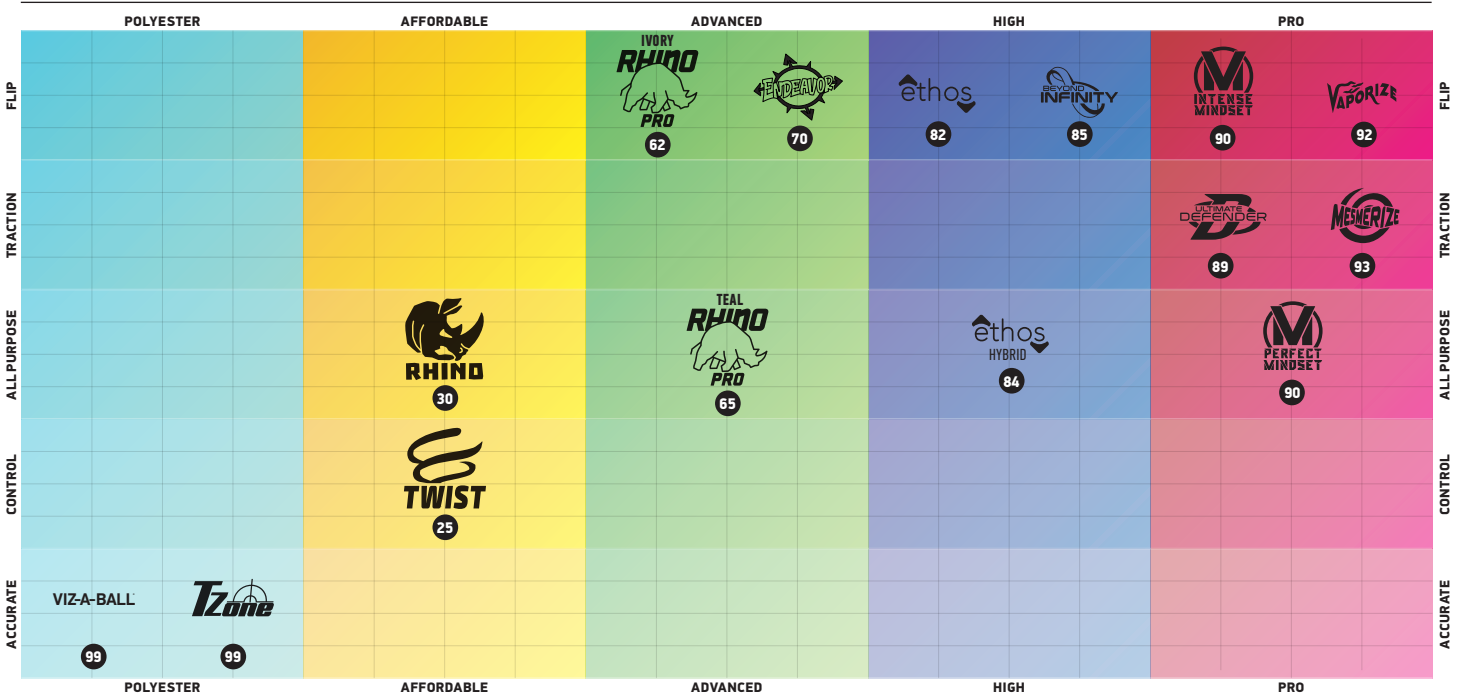 POLYESTER AFFORDABLE ADVANCED HIGH PRO
FLIP
IVORY
RHINO
PRO
62
ENDEAVOR
70
ethos
82
BEYOND
INFINITY
85
M
INTENSE
MINDSET
90
VAPORIZE
92
FLIP
TRACTION
ULTIMATE
DEFENDER
D
89
MESMERIZE
93
TRACTION
ALL PURPOSE
RHINO
30
TEAL
RHINO
PRO
65
ethos
HYBRID
84
M
PERFECT
MINDSET
90
ALL PURPOSE
CONTROL
TWIST
25
CONTROL
ACCURATE
VIZ-A-BALL
99
TZone
99
ACCURATE
POLYESTER AFFORDABLE ADVANCED HIGH PRO